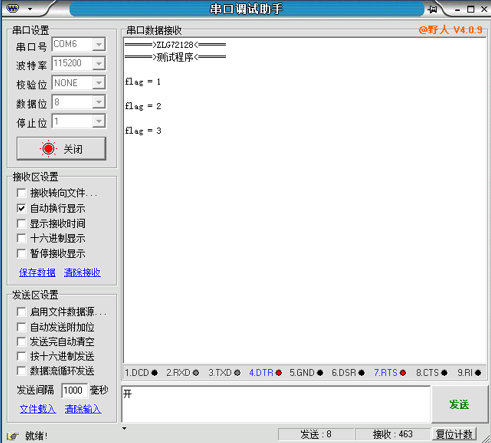 串口调试助手
串口设置
串口号 COM6
波特率 115200
校验位 NONE
数据位 8
停止位 1
关闭
接收区设置
接收转向文件...
自动换行显示
显示接收时间
十六进制显示
暂停接收显示
保存数据 清除接收
发送区设置
启用文件数据源...
自动发送附加位
发送完自动清空
按十六进制发送
数据流循环发送
发送间隔 1000 毫秒
文件载入 清除输入
串口数据接收
@野人 V4.0.9
=====>ZLG72128<=====
=====>测试程序<=====
flag = 1
flag = 2
flag = 3
1.DCD 2.RXD 3.TXD 4.DTR 5.GND 6.DSR 7.RTS 8.CTS 9.RI
开
发送
就绪!
发送 : 8
接收 : 463
复位计数